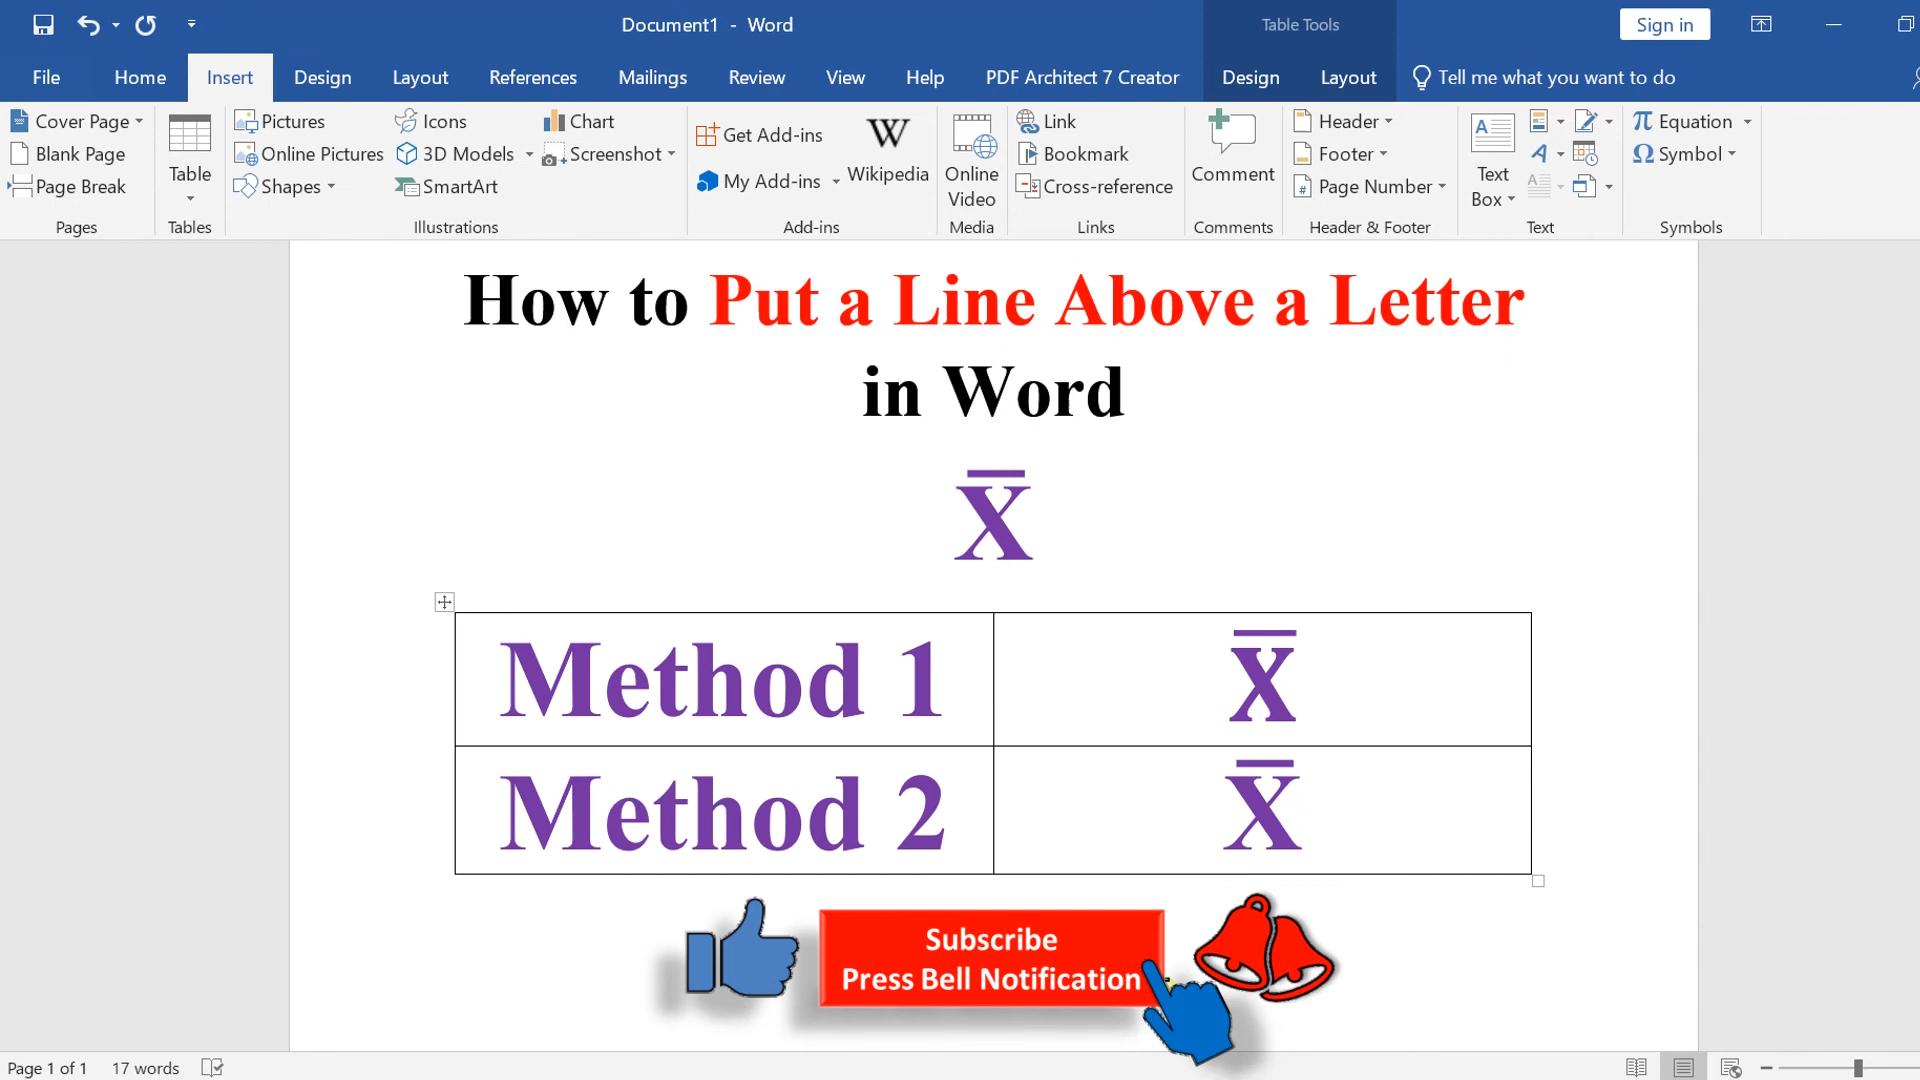 Document1 - Word
Table Tools
Sign in
File Home Insert Design Layout References Mailings Review View Help PDF Architect 7 Creator Design Layout Tell me what you want to do
Cover Page
Blank Page
Page Break
Pages
Table
Tables
Pictures
Online Pictures
Shapes
Icons
3D Models
SmartArt
Chart
Screenshot
Illustrations
Get Add-ins
My Add-ins
W
Wikipedia
Add-ins
Online
Video
Media
Link
Bookmark
Cross-reference
Links
Comment
Comments
Header
Footer
Page Number
Header & Footer
Text
Box
Text
π Equation
Ω Symbol
Symbols
How to Put a Line Above a Letter
in Word
X̅
Method 1 x̅
Method 2 X̅
Subscribe
Press Bell Notification
Page 1 of 1 17 words